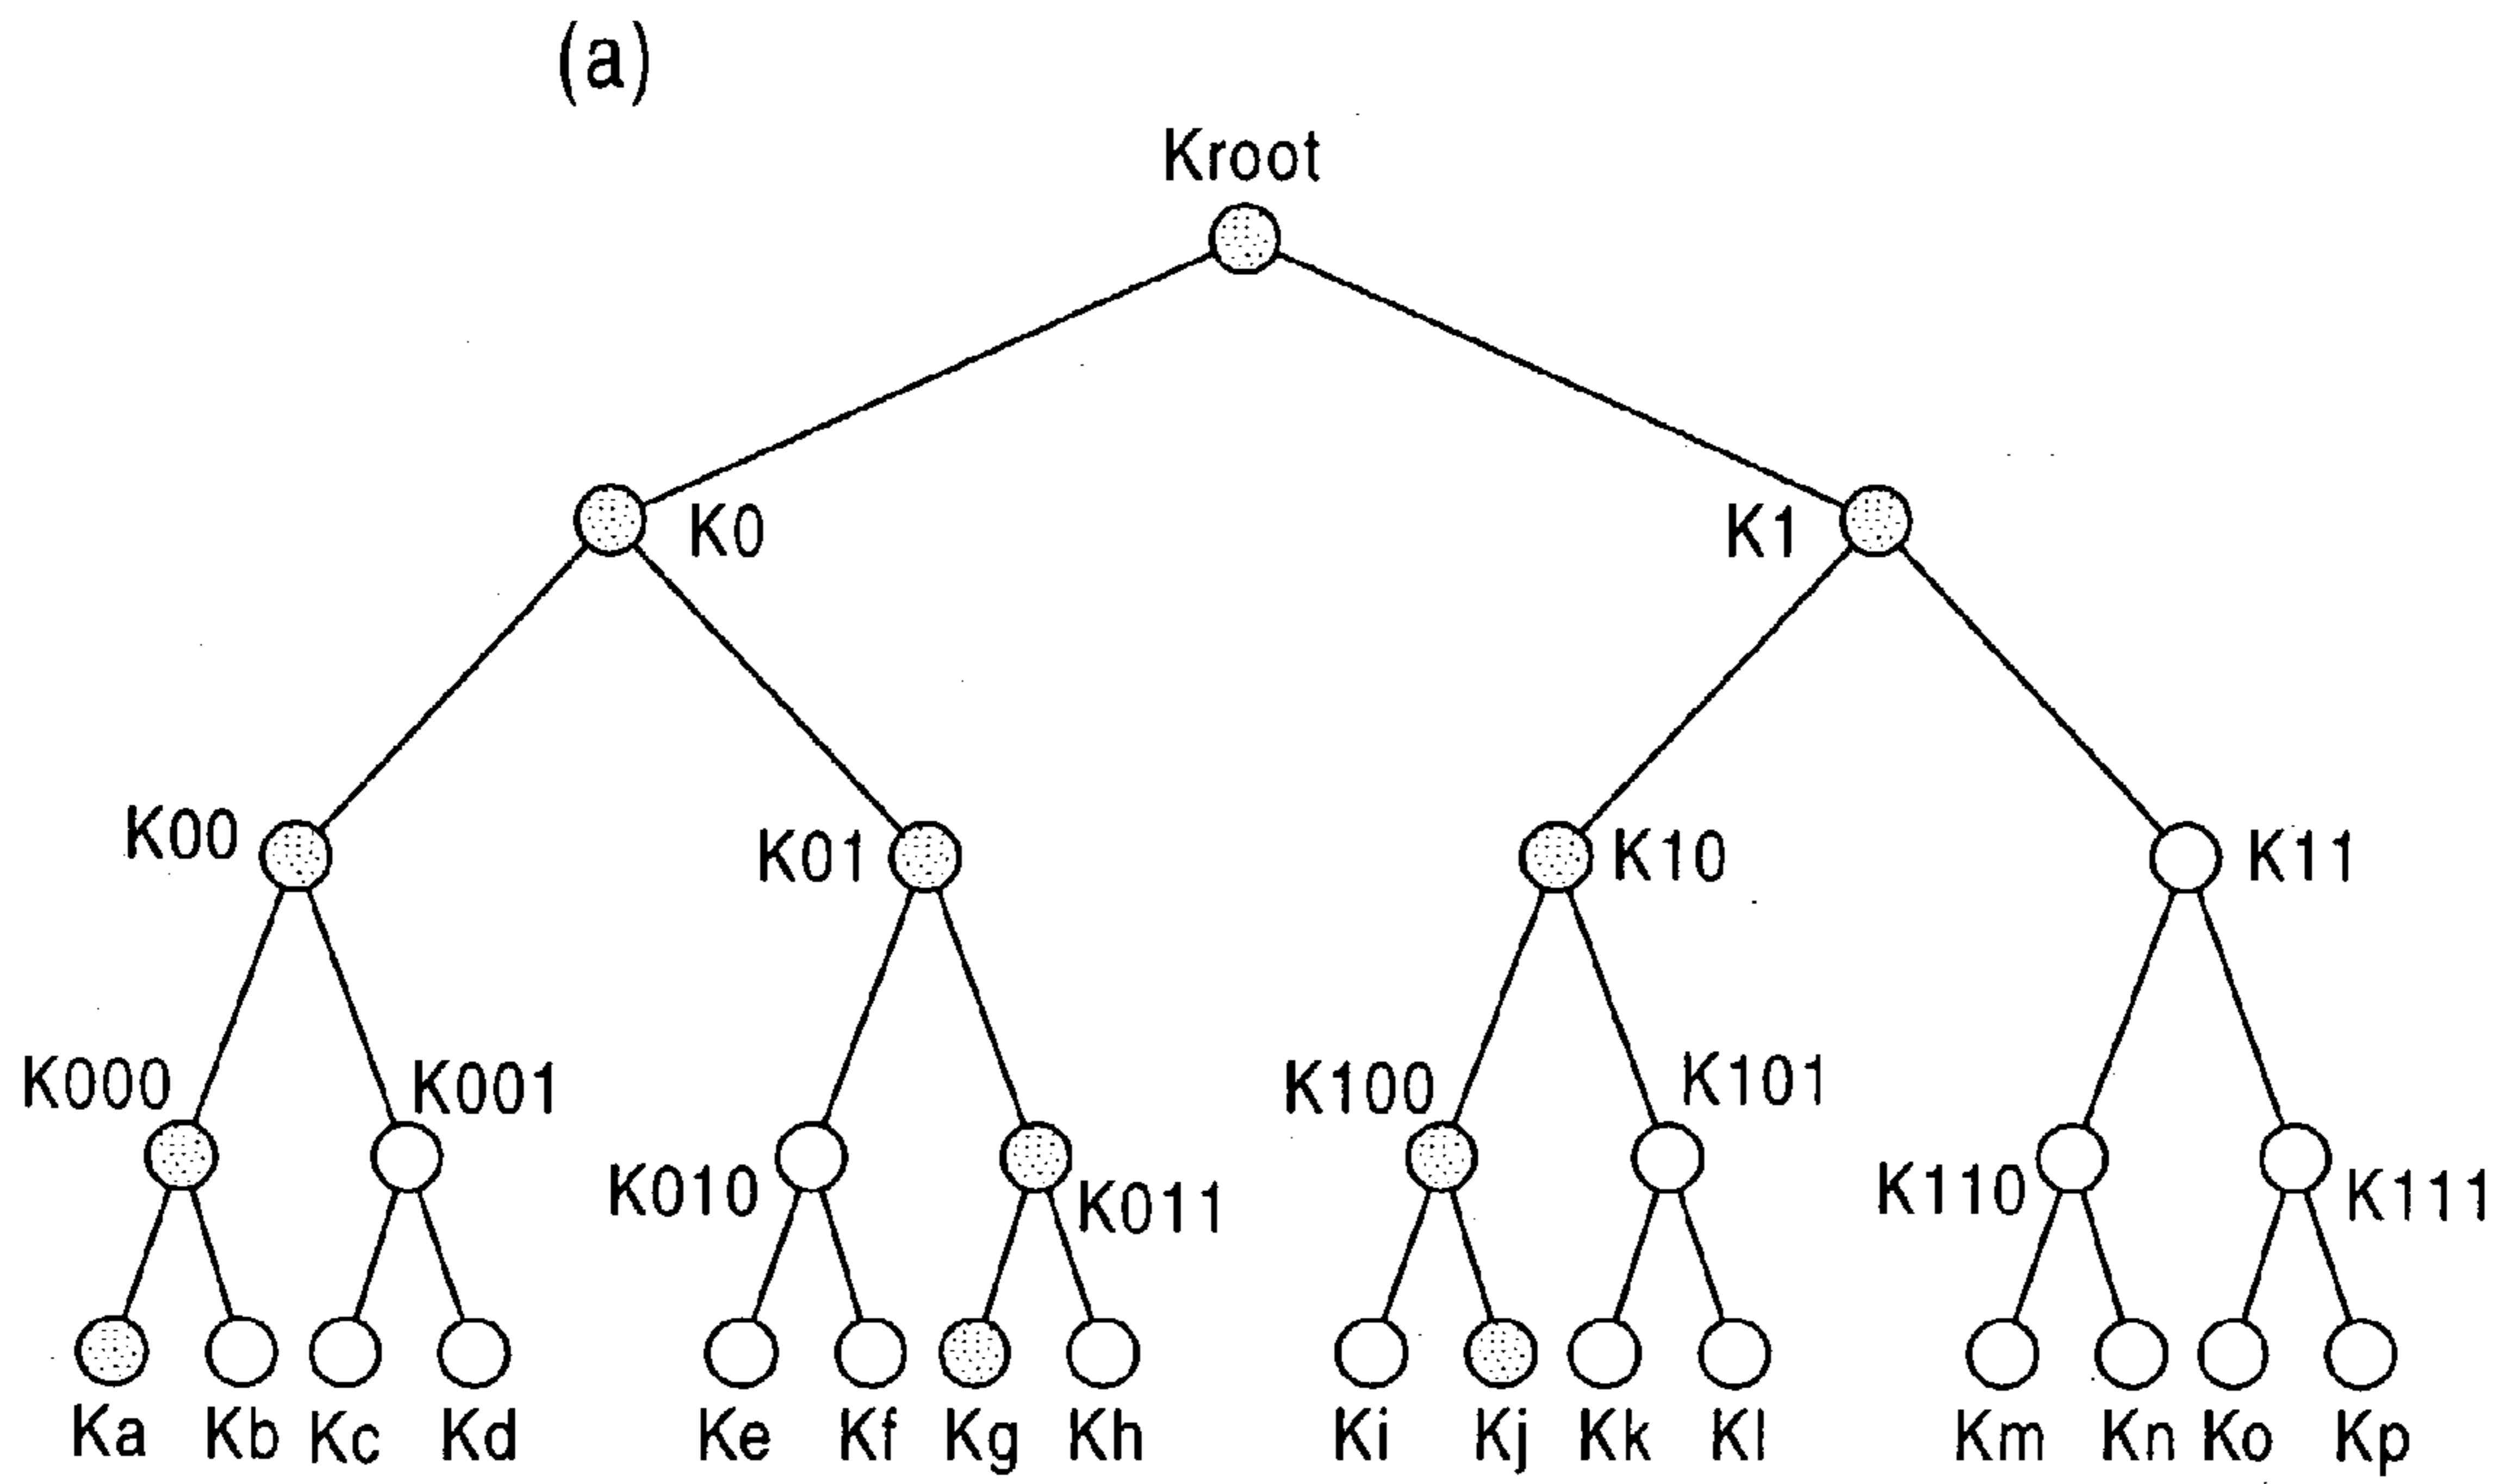 (a)
Kroot
K0 K1
K00 K01 K10 K11
K000 K001 K010 K011 K100 K101 K110 K111
Ka Kb Kc Kd Ke Kf Kg Kh Ki Kj Kk Kl Km Kn Ko Kp